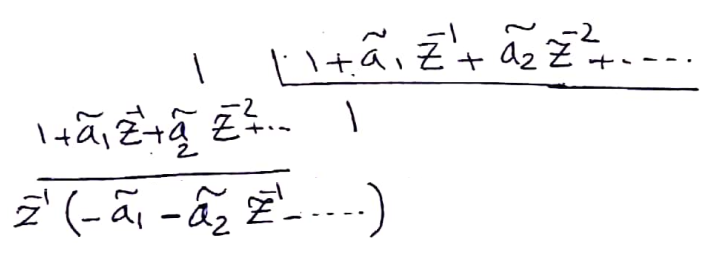 1 | 1 + ã₁ z⁻¹ + ã₂ z⁻² + ....
1 + ã₁ z⁻¹ + ã₂ z⁻² + .. 1
z⁻¹ (-ã₁ - ã₂ z⁻¹ - .....)